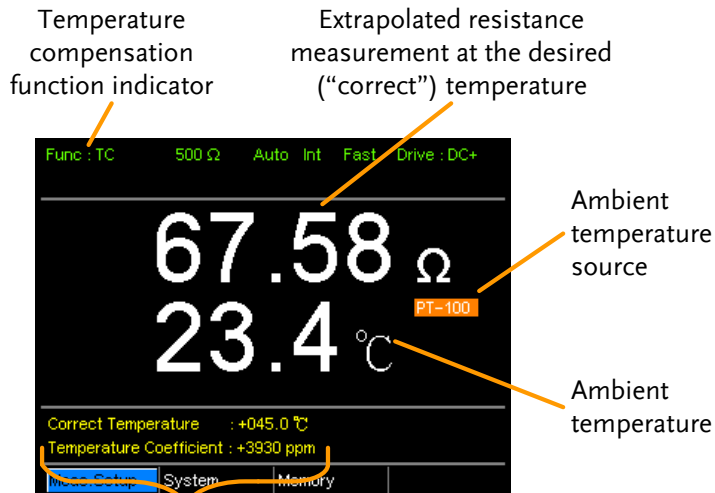 Temperature
compensation
function indicator
Extrapolated resistance
measurement at the desired
(“correct”) temperature
Func : TC 500 Ω Auto Int Fast Drive : DC+
67.58 Ω
PT-100
23.4 °C
Ambient
temperature
source
Ambient
temperature
Correct Temperature : +045.0 °C
Temperature Coefficient : +3930 ppm
Meas. Setup System Memory